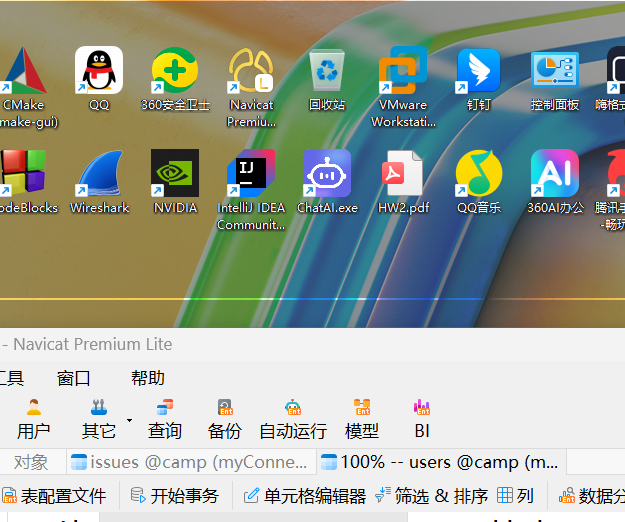 CMake
make-gui)
QQ
360安全卫士
Navicat
Premiu...
回收站
VMware
Workstati...
钉钉
控制面板
嗨格式
odeBlocks
Wireshark
NVIDIA
IJ
IntelliJ IDEA
Communit...
ChatAI.exe
HW2.pdf
QQ音乐
AI
360AI办公
腾讯手
-畅玩
- Navicat Premium Lite
工具 窗口 帮助
用户 其它 查询 备份 自动运行 模型 BI
对象 issues @camp (myConne... 100% -- users @camp (m...
表配置文件 开始事务 单元格编辑器 筛选 & 排序 列 数据分